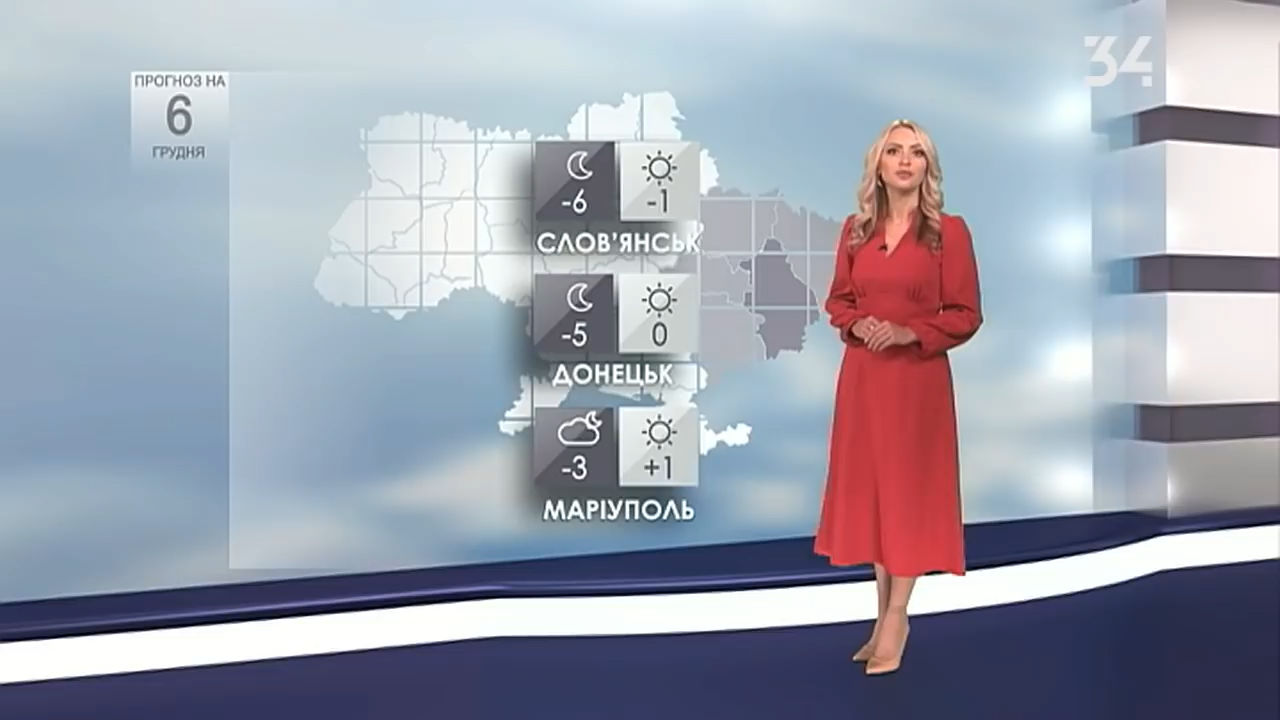 ПРОГНОЗ НА
6
ГРУДНЯ
34
-6 -1
СЛОВ'ЯНСЬК
-5 0
ДОНЕЦЬК
-3 +1
МАРІУПОЛЬ